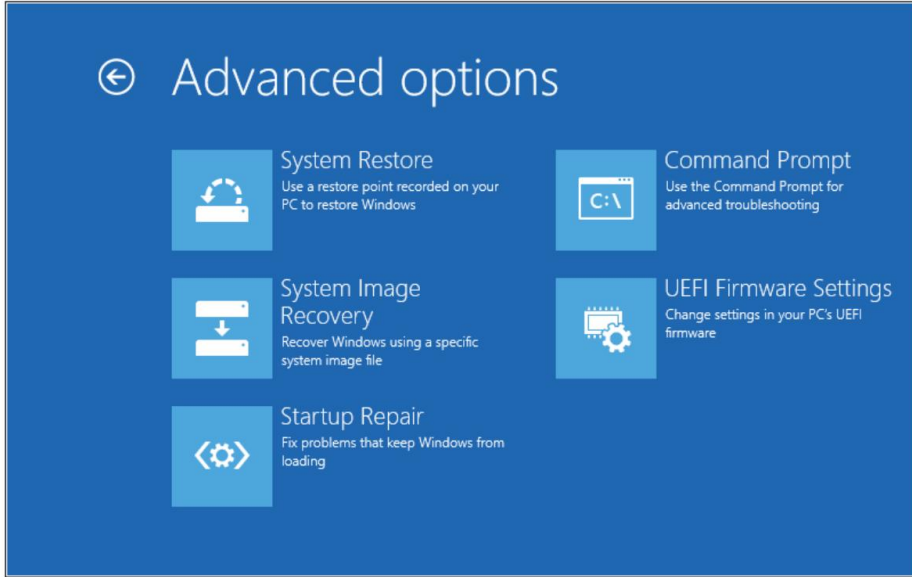 Advanced options
System Restore
Use a restore point recorded on your
PC to restore Windows
System Image
Recovery
Recover Windows using a specific
system image file
Startup Repair
Fix problems that keep Windows from
loading
C:\
Command Prompt
Use the Command Prompt for
advanced troubleshooting
UEFI Firmware Settings
Change settings in your PC's UEFI
firmware